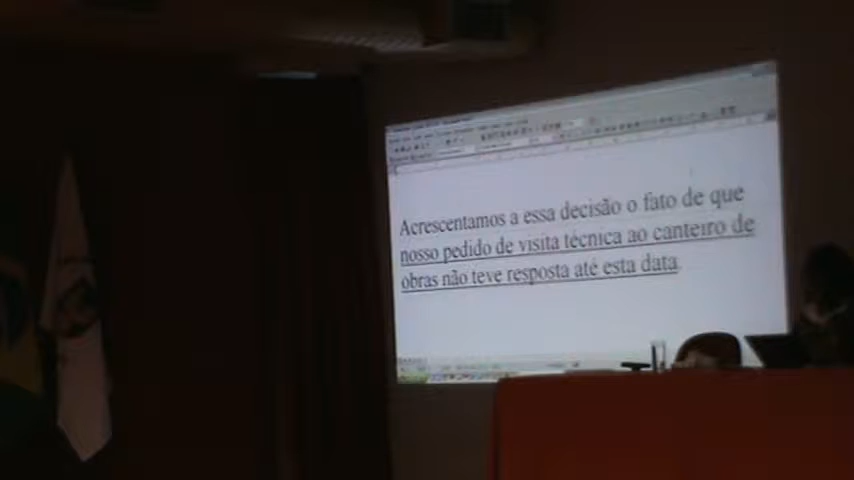 Acrescentamos a essa decisão o fato de que
nosso pedido de visita técnica ao canteiro de
obras não teve resposta até esta data.